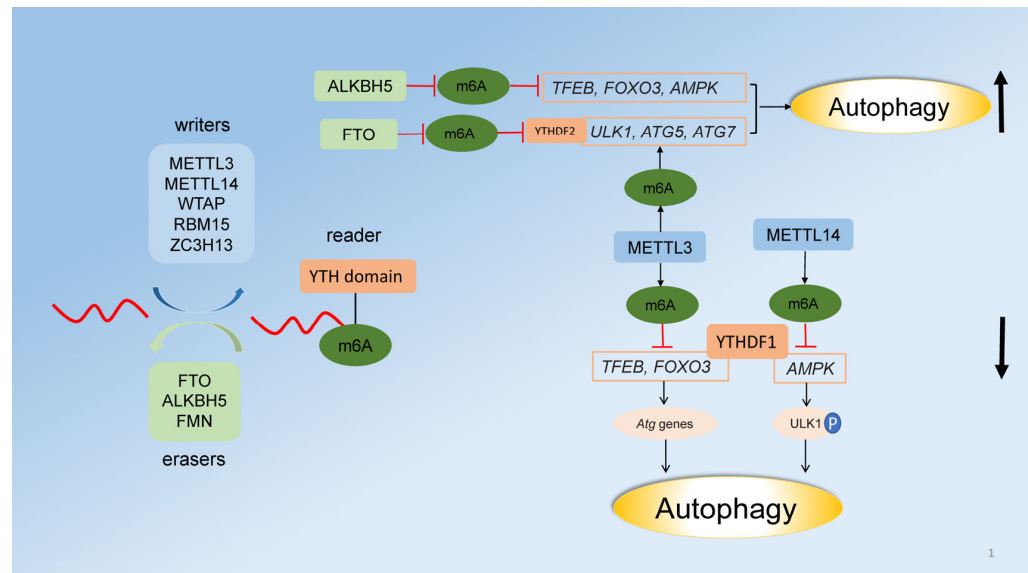 writers
METTL3
METTL14
WTAP
RBM15
ZC3H13
reader
YTH domain
m6A
FTO
ALKBH5
FMN
erasers
ALKBH5
m6A
TFEB, FOXO3, AMPK
FTO
m6A
YTHDF2
ULK1, ATG5, ATG7
Autophagy
m6A
METTL3
METTL14
m6A
m6A
YTHDF1
TFEB, FOXO3
AMPK
Atg genes
ULK1
P
Autophagy
1